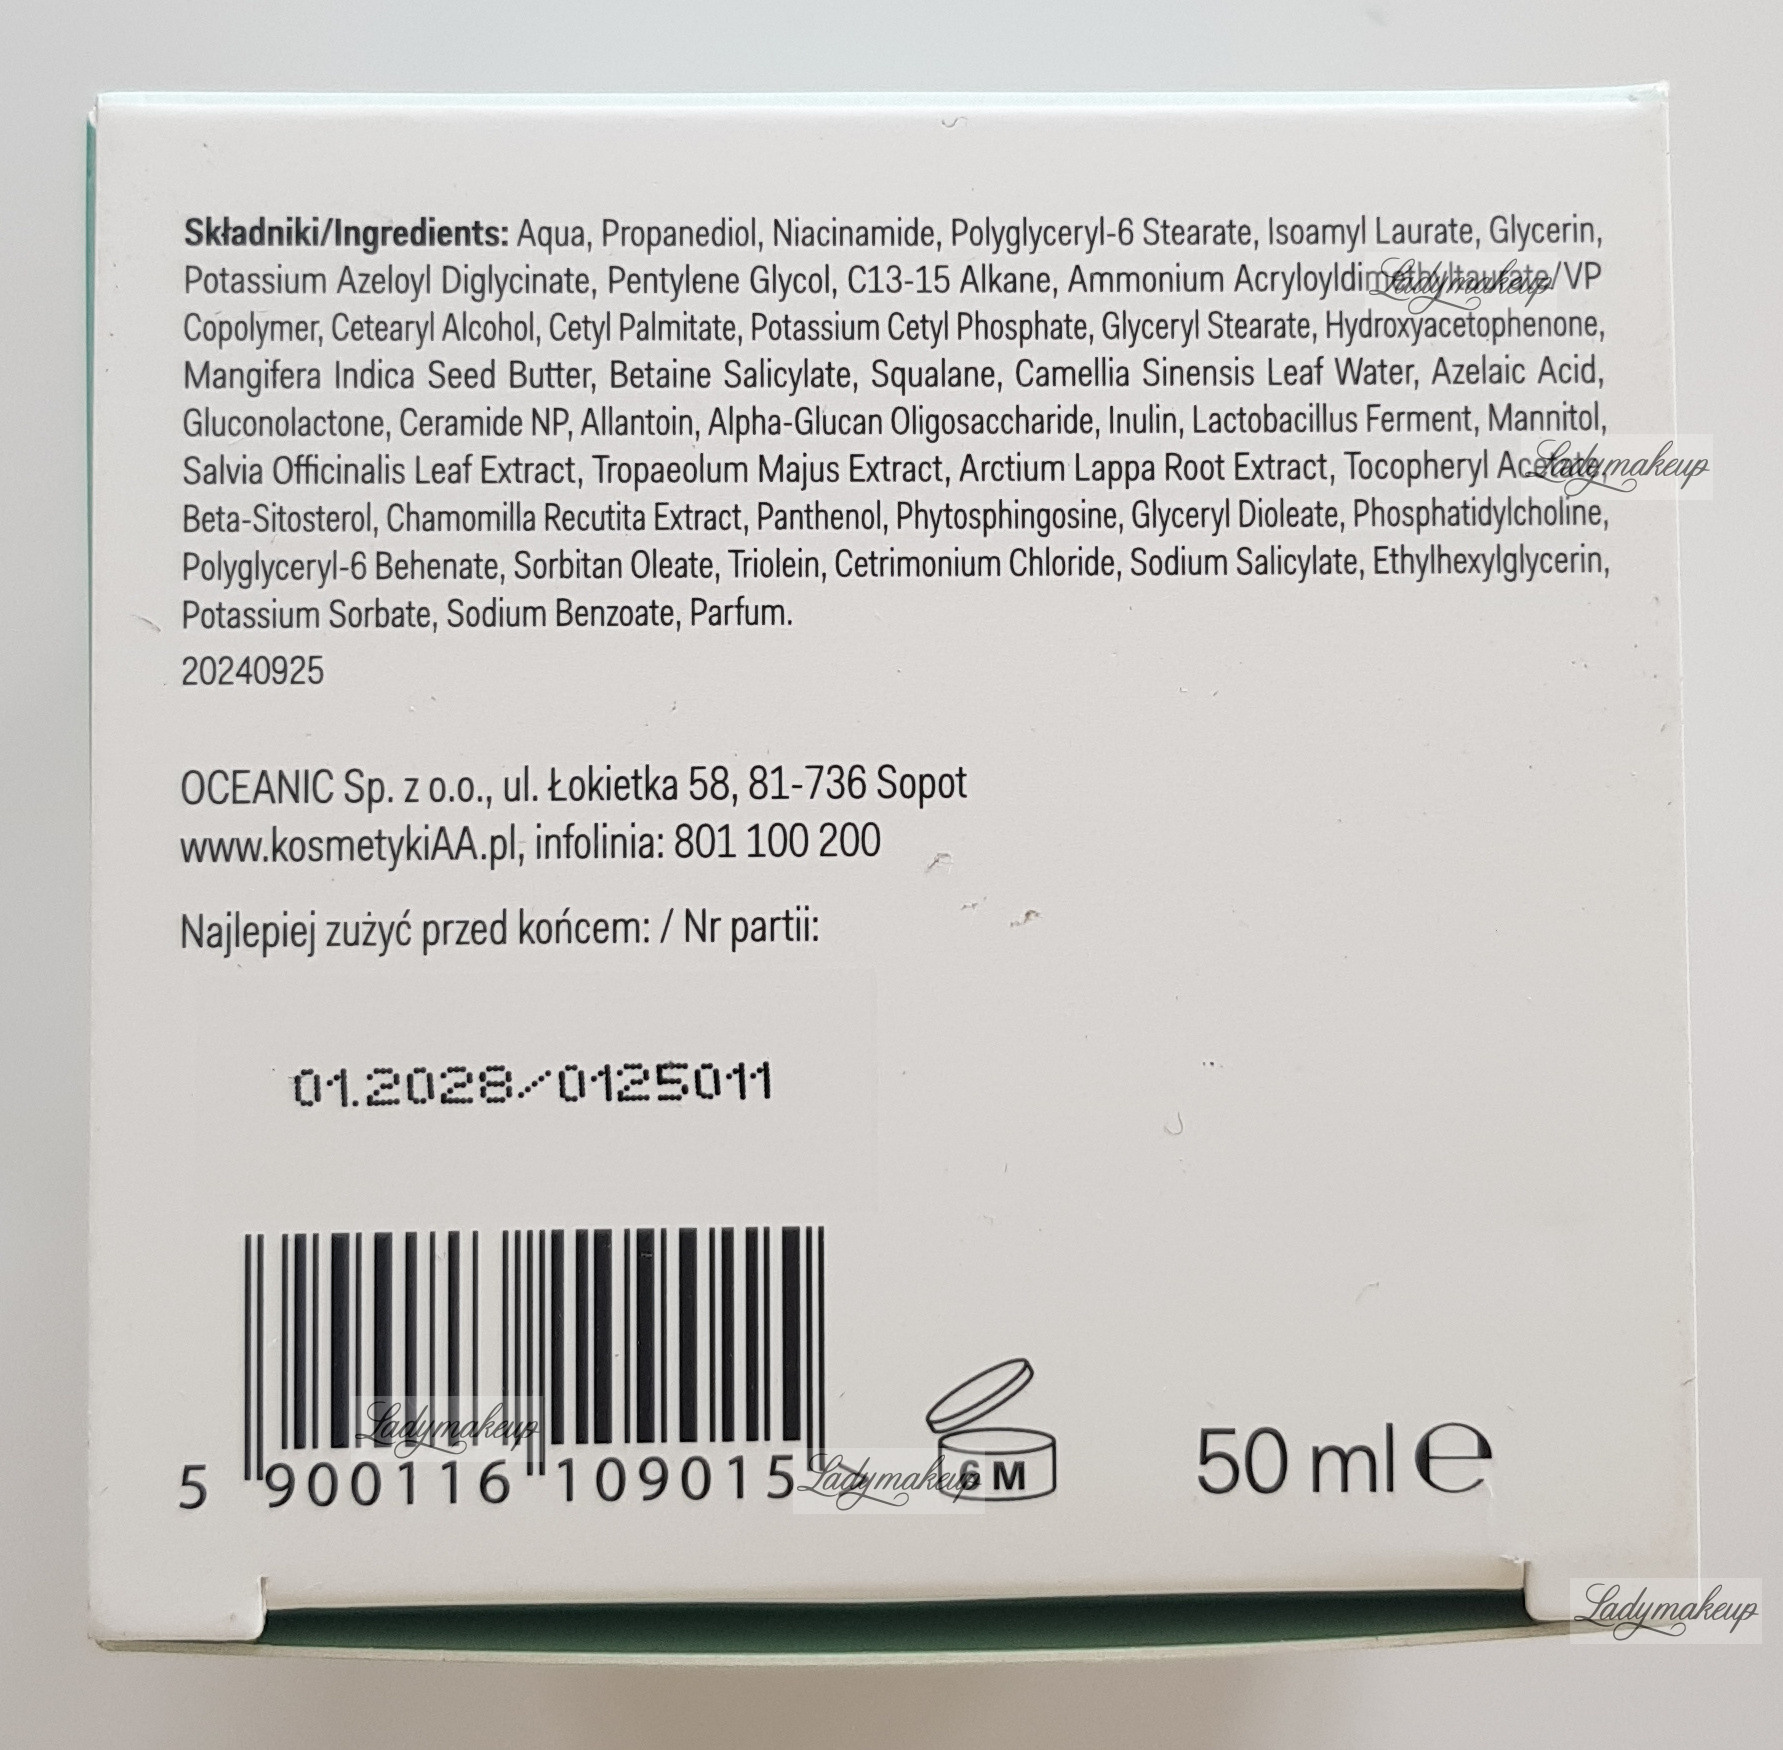 Składniki/Ingredients: Aqua, Propanediol, Niacinamide, Polyglyceryl-6 Stearate, Isoamyl Laurate, Glycerin,
Potassium Azeloyl Diglycinate, Pentylene Glycol, C13-15 Alkane, Ammonium Acryloyldimethyltaurate/VP
Copolymer, Cetearyl Alcohol, Cetyl Palmitate, Potassium Cetyl Phosphate, Glyceryl Stearate, Hydroxyacetophenone,
Mangifera Indica Seed Butter, Betaine Salicylate, Squalane, Camellia Sinensis Leaf Water, Azelaic Acid,
Gluconolactone, Ceramide NP, Allantoin, Alpha-Glucan Oligosaccharide, Inulin, Lactobacillus Ferment, Mannitol,
Salvia Officinalis Leaf Extract, Tropaeolum Majus Extract, Arctium Lappa Root Extract, Tocopheryl Acetate,
Beta-Sitosterol, Chamomilla Recutita Extract, Panthenol, Phytosphingosine, Glyceryl Dioleate, Phosphatidylcholine,
Polyglyceryl-6 Behenate, Sorbitan Oleate, Triolein, Cetrimonium Chloride, Sodium Salicylate, Ethylhexylglycerin,
Potassium Sorbate, Sodium Benzoate, Parfum.
20240925
OCEANIC Sp. z o.o., ul. Łokietka 58, 81-736 Sopot
www.kosmetykiAA.pl, infolinia: 801 100 200
Najlepiej zużyć przed końcem: / Nr partii:
01.2028/0125011
5 900116 109015
6 M
50 ml e
Ladymakeup
Ladymakeup
Ladymakeup
Ladymakeup
Ladymakeup